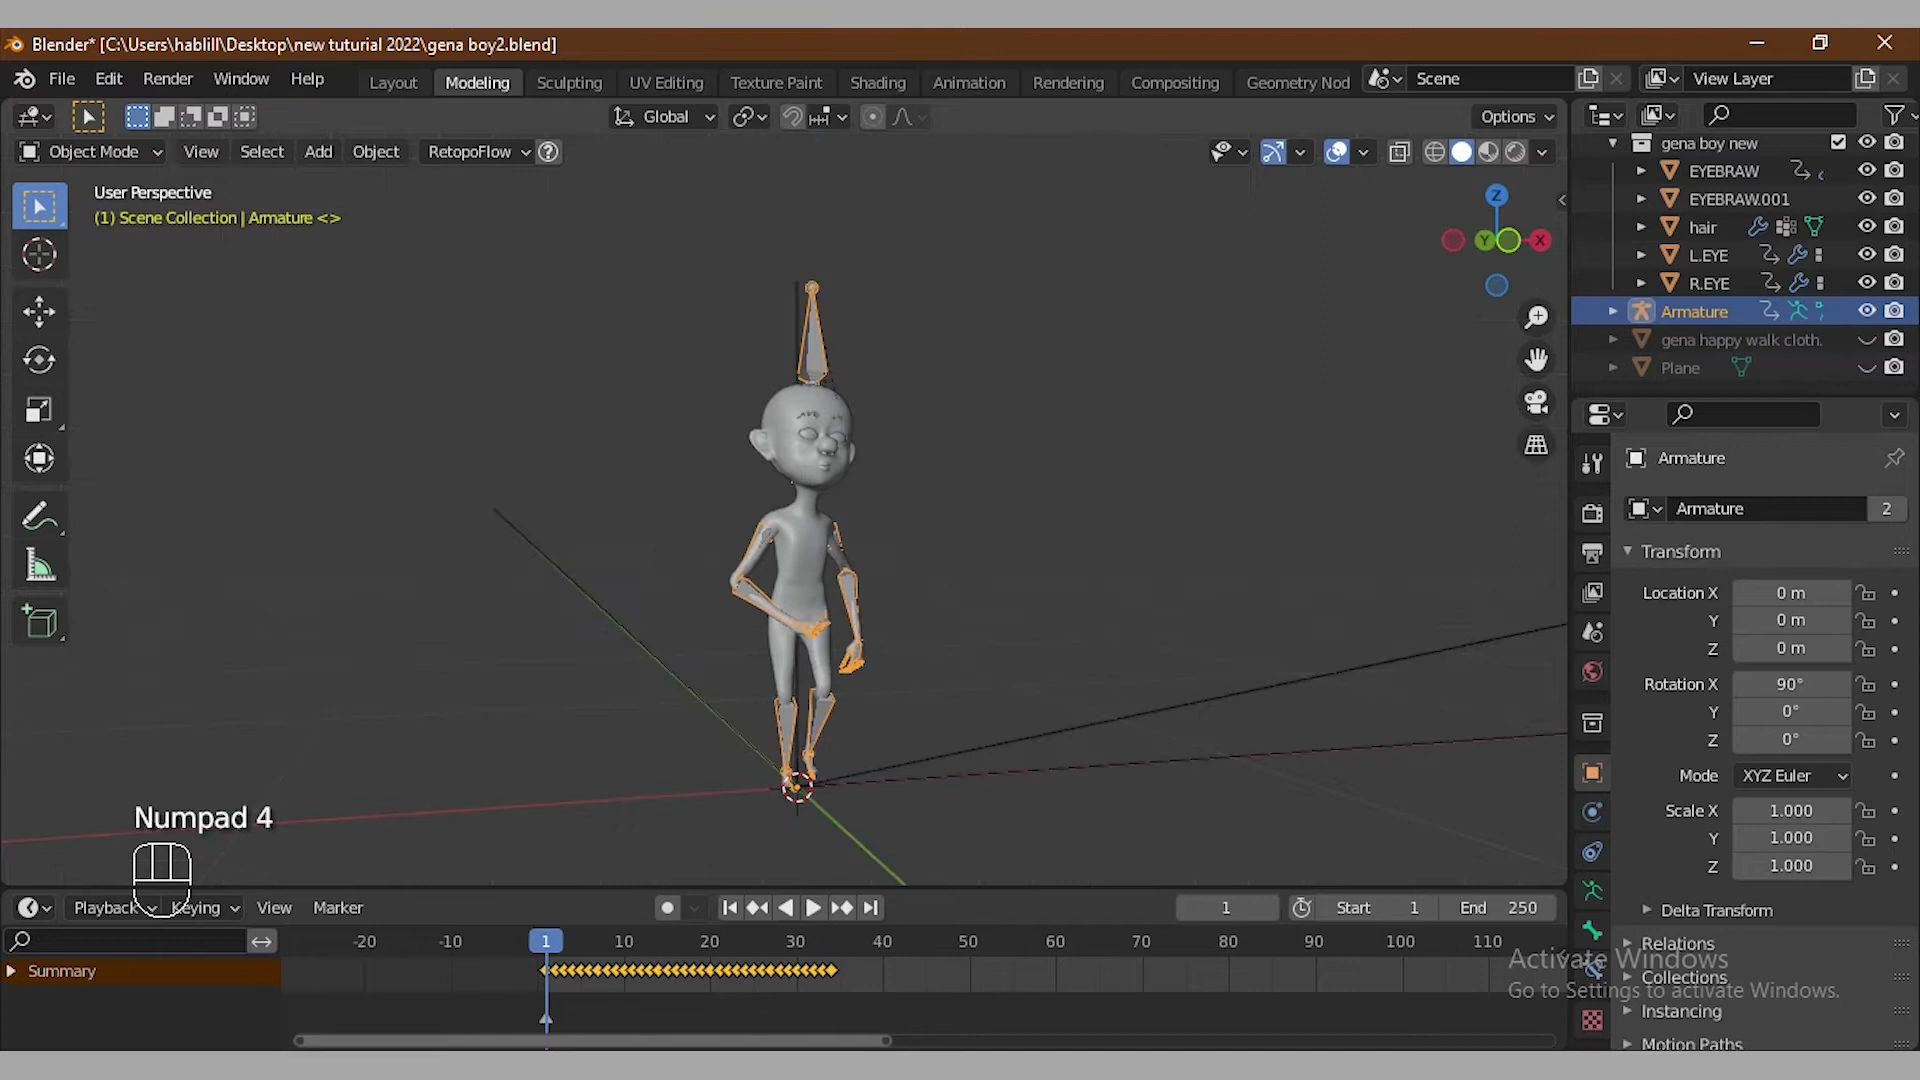 Blender* [C:\Users\hablill\Desktop\new tuturial 2022\gena boy2.blend]
File Edit Render Window Help Layout Modeling Sculpting UV Editing Texture Paint Shading Animation Rendering Compositing Geometry Nod Scene View Layer
Global Options
Object Mode View Select Add Object RetopoFlow
User Perspective
(1) Scene Collection | Armature <>
Z
Y X
gena boy new
EYEBRAW
EYEBRAW.001
hair
L.EYE
R.EYE
Armature
gena happy walk cloth.
Plane
Armature
Armature 2
Transform
Location X 0 m
Y 0 m
Z 0 m
Rotation X 90°
Y 0°
Z 0°
Mode XYZ Euler
Scale X 1.000
Y 1.000
Z 1.000
Delta Transform
Relations
Collections
Instancing
Motion Paths
Numpad 4
Playback Keying View Marker 1 Start 1 End 250
-20 -10 1 10 20 30 40 50 60 70 80 90 100 110
Summary
Activate Windows
Go to Settings to activate Windows.